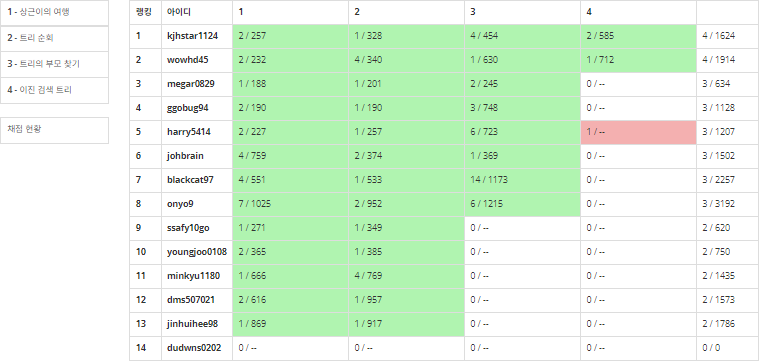 1 - 상근이의 여행
2 - 트리 순회
3 - 트리의 부모 찾기
4 - 이진 검색 트리
채점 현황
랭킹 아이디 1 2 3 4
1 kjhstar1124 2 / 257 1 / 328 4 / 454 2 / 585 4 / 1624
2 wowhd45 2 / 232 4 / 340 1 / 630 1 / 712 4 / 1914
3 megar0829 1 / 188 1 / 201 2 / 245 0 / -- 3 / 634
4 ggobug94 2 / 190 1 / 190 3 / 748 0 / -- 3 / 1128
5 harry5414 2 / 227 1 / 257 6 / 723 1 / -- 3 / 1207
6 johbrain 4 / 759 2 / 374 1 / 369 0 / -- 3 / 1502
7 blackcat97 4 / 551 1 / 533 14 / 1173 0 / -- 3 / 2257
8 onyo9 7 / 1025 2 / 952 6 / 1215 0 / -- 3 / 3192
9 ssafy10go 1 / 271 1 / 349 0 / -- 0 / -- 2 / 620
10 youngjoo0108 2 / 365 1 / 385 0 / -- 0 / -- 2 / 750
11 minkyu1180 1 / 666 4 / 769 0 / -- 0 / -- 2 / 1435
12 dms507021 2 / 616 1 / 957 0 / -- 0 / -- 2 / 1573
13 jinhuihee98 1 / 869 1 / 917 0 / -- 0 / -- 2 / 1786
14 dudwns0202 0 / -- 0 / -- 0 / -- 0 / -- 0 / 0